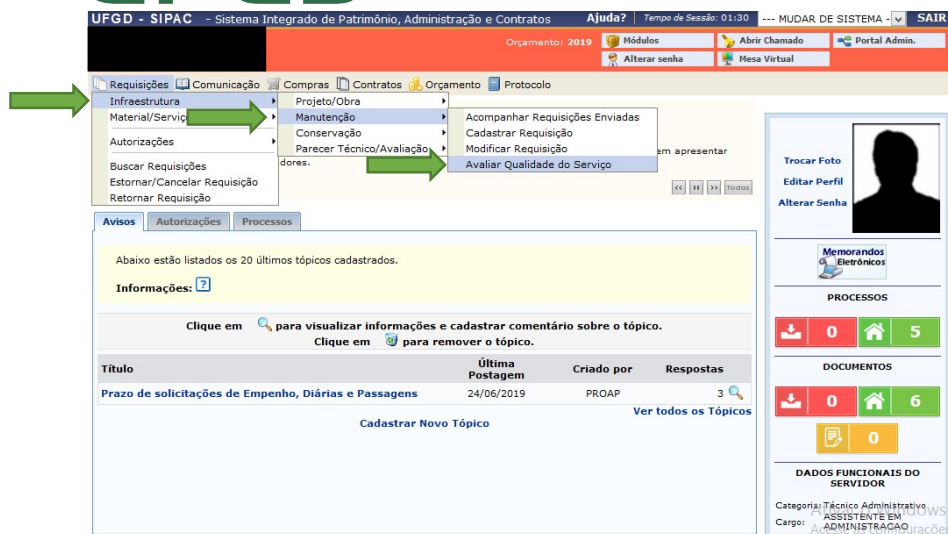 UFGD - SIPAC - Sistema Integrado de Patrimônio, Administração e Contratos Ajuda? Tempo de Sessão: 01:30 --- MUDAR DE SISTEMA - SAIR
Orçamento: 2019 Módulos Abrir Chamado Portal Admin.
Alterar senha Mesa Virtual
Requisições Comunicação Compras Contratos Orçamento Protocolo
Infraestrutura
Material/Serviç
Autorizações
Buscar Requisições
Estornar/Cancelar Requisição
Retornar Requisição
Projeto/Obra
Manutenção
Conservação
Parecer Técnico/Avaliação
Acompanhar Requisições Enviadas
Cadastrar Requisição
Modificar Requisição
Avaliar Qualidade do Serviço
em apresentar
dores.
Todas
Avisos Autorizações Processos
Abaixo estão listados os 20 últimos tópicos cadastrados.
Informações: ?
Clique em para visualizar informações e cadastrar comentário sobre o tópico.
Clique em para remover o tópico.
Título Última Postagem Criado por Respostas
Prazo de solicitações de Empenho, Diárias e Passagens 24/06/2019 PROAP 3
Ver todos os Tópicos
Cadastrar Novo Tópico
Trocar Foto
Editar Perfil
Alterar Senha
Memorandos
Eletrônicos
PROCESSOS
0 5
DOCUMENTOS
0 6
0
DADOS FUNCIONAIS DO
SERVIDOR
Categoria: Técnico Administrativo
Cargo: ASSISTENTE EM
ADMINISTRACAO